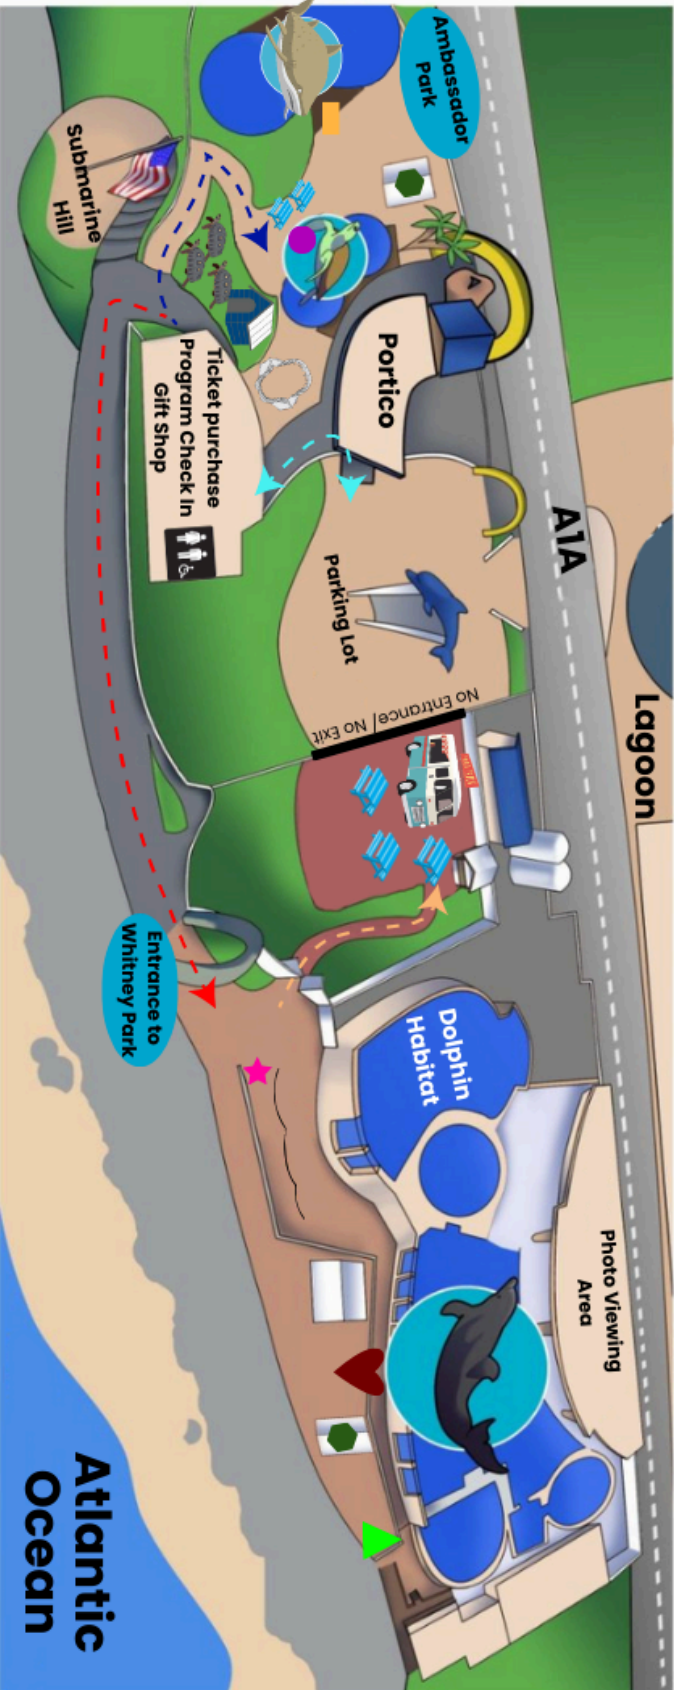 Ambassador
Park
Submarine
Hill
Portico
Ticket purchase
Program Check In
Gift Shop
A1A
Parking Lot
Lagoon
No Entrance/ No Exit
Entrance to
Whitney Park
Dolphin
Habitat
Photo Viewing
Area
Atlantic
Ocean